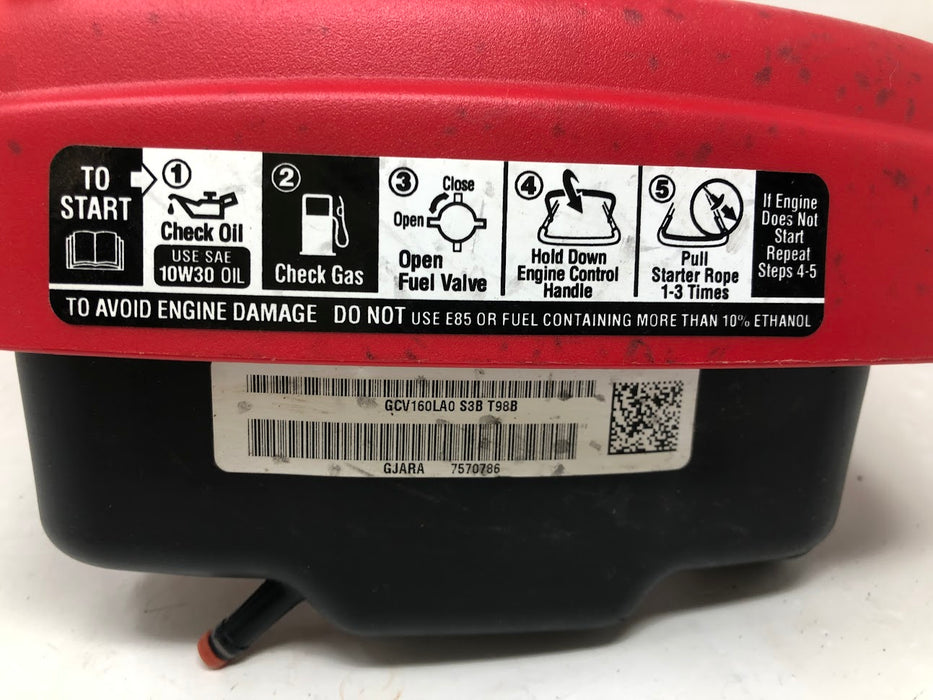 TO
START
1
Check Oil
USE SAE
10W30 OIL
2
Check Gas
3
Close
Open
Open
Fuel Valve
4
Hold Down
Engine Control
Handle
5
Pull
Starter Rope
1-3 Times
If Engine
Does Not
Start
Repeat
Steps 4-5
TO AVOID ENGINE DAMAGE DO NOT USE E85 OR FUEL CONTAINING MORE THAN 10% ETHANOL
GCV160LA0 S3B T98B
GJARA 7570786